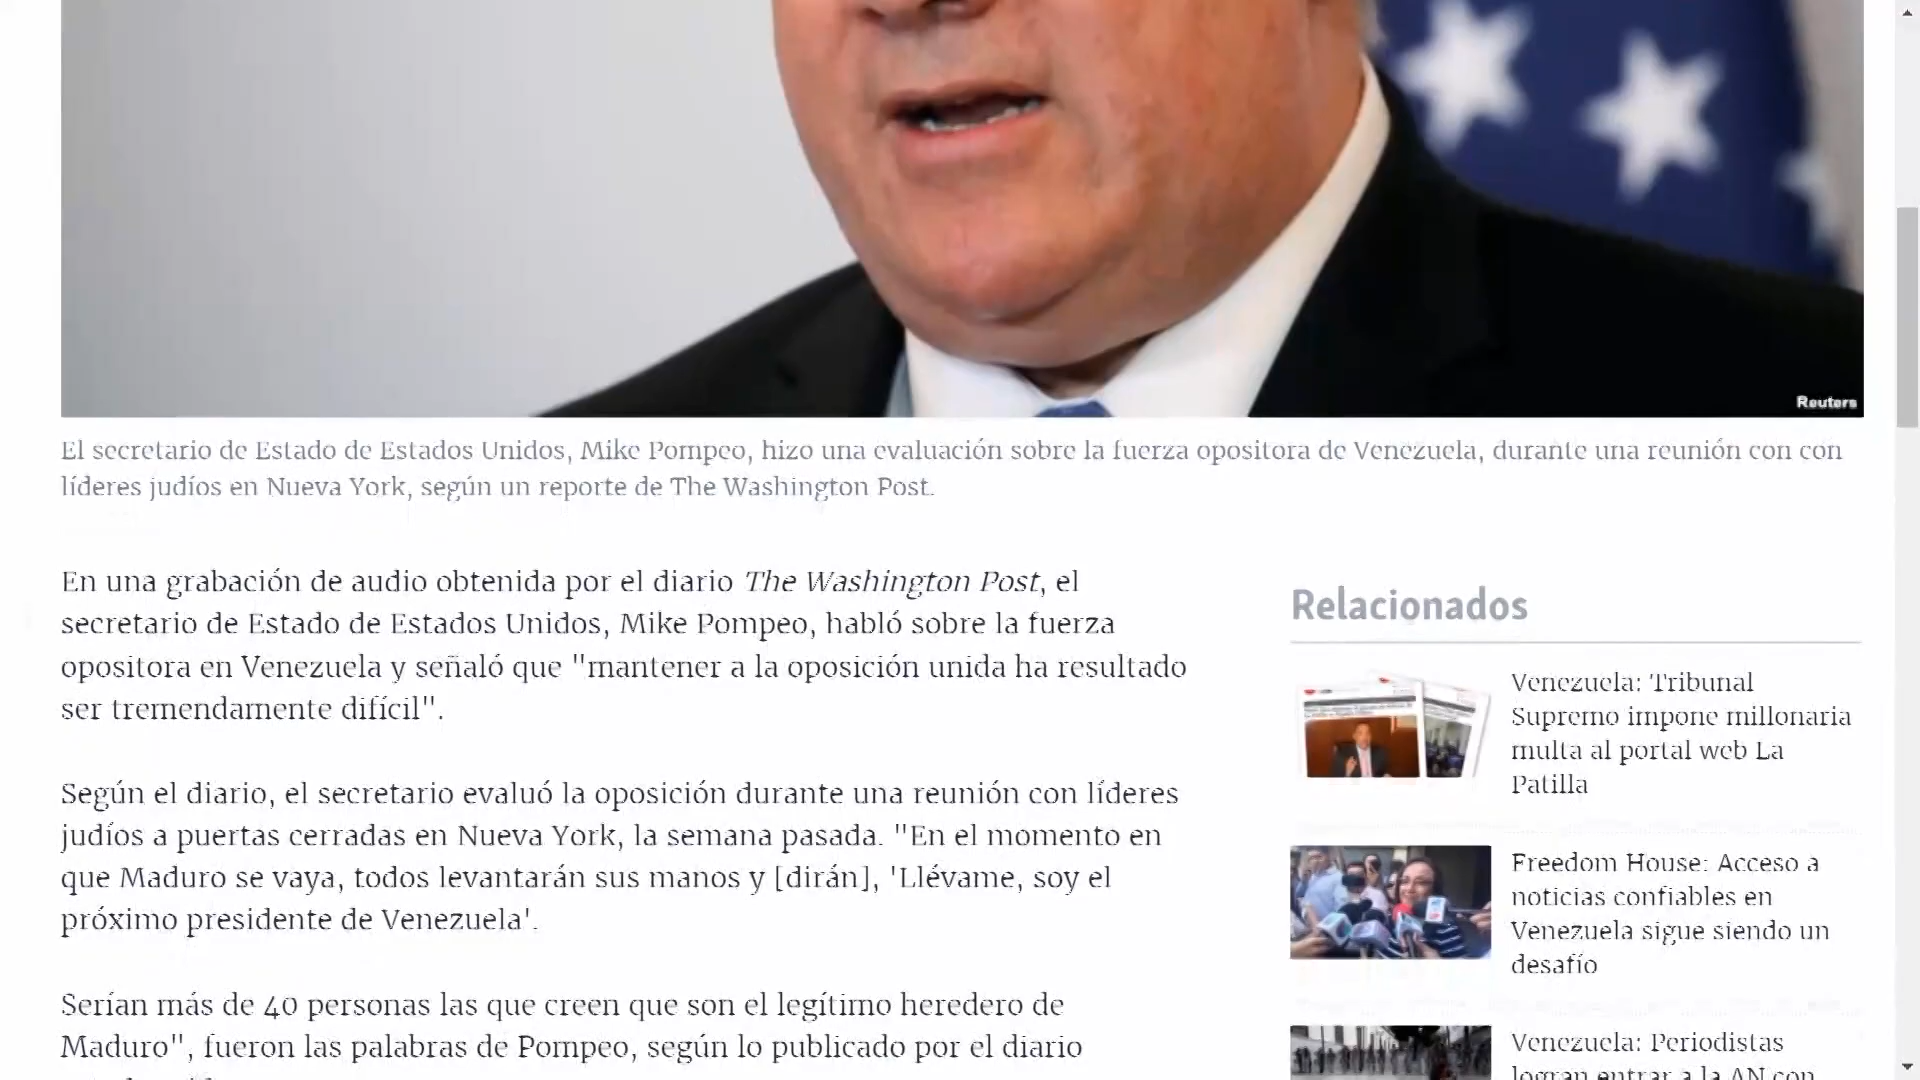 Reuters
El secretario de Estado de Estados Unidos, Mike Pompeo, hizo una evaluación sobre la fuerza opositora de Venezuela, durante una reunión con con
líderes judíos en Nueva York, según un reporte de The Washington Post.
En una grabación de audio obtenida por el diario The Washington Post, el
secretario de Estado de Estados Unidos, Mike Pompeo, habló sobre la fuerza
opositora en Venezuela y señaló que "mantener a la oposición unida ha resultado
ser tremendamente difícil".
Según el diario, el secretario evaluó la oposición durante una reunión con líderes
judíos a puertas cerradas en Nueva York, la semana pasada. "En el momento en
que Maduro se vaya, todos levantarán sus manos y [dirán], 'Llévame, soy el
próximo presidente de Venezuela'.
Serían más de 40 personas las que creen que son el legítimo heredero de
Maduro", fueron las palabras de Pompeo, según lo publicado por el diario
Relacionados
Venezuela: Tribunal
Supremo impone millonaria
multa al portal web La
Patilla
Freedom House: Acceso a
noticias confiables en
Venezuela sigue siendo un
desafío
Venezuela: Periodistas
logran entrar a la AN con